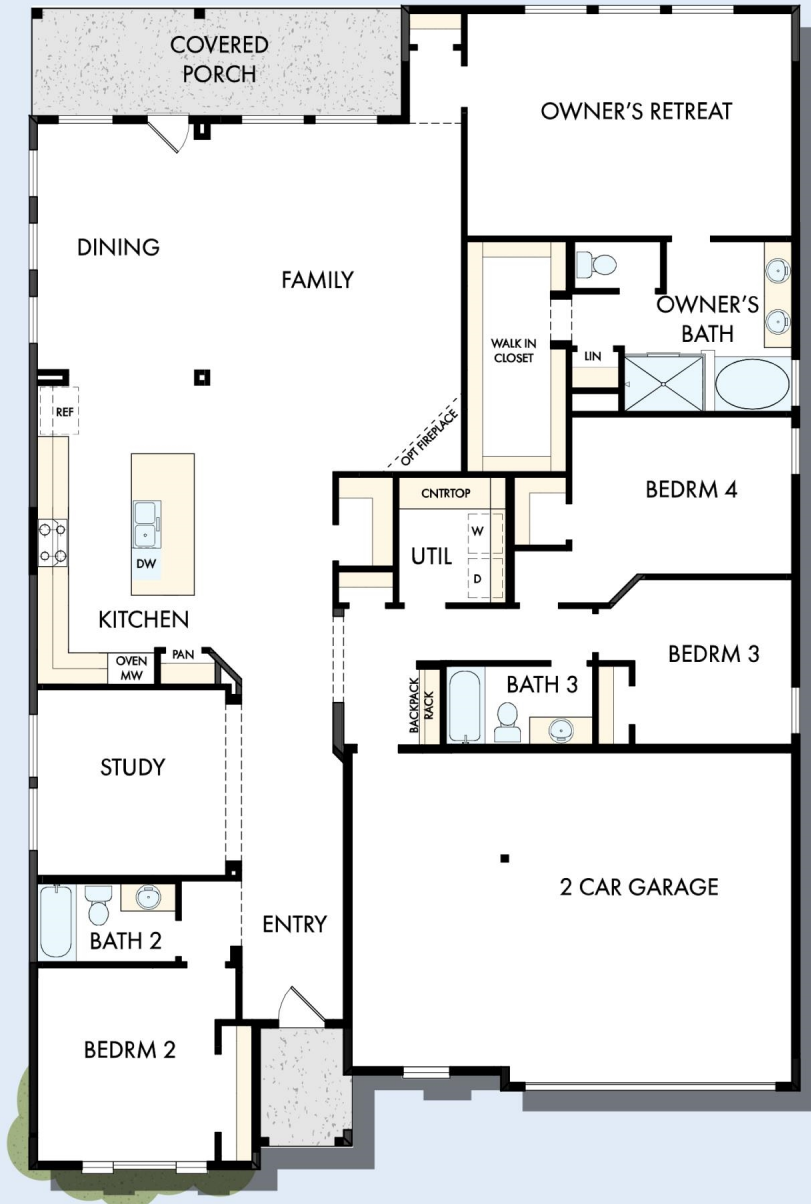 COVERED
PORCH
OWNER'S RETREAT
DINING
FAMILY
OWNER'S
BATH
WALK IN
CLOSET
LIN
REF
OPT FIREPLACE
CNTRTOP
BEDRM 4
W
UTIL
DW
D
KITCHEN
OVEN
MW
PAN
BEDRM 3
BATH 3
BACKPACK
RACK
STUDY
2 CAR GARAGE
ENTRY
BATH 2
BEDRM 2